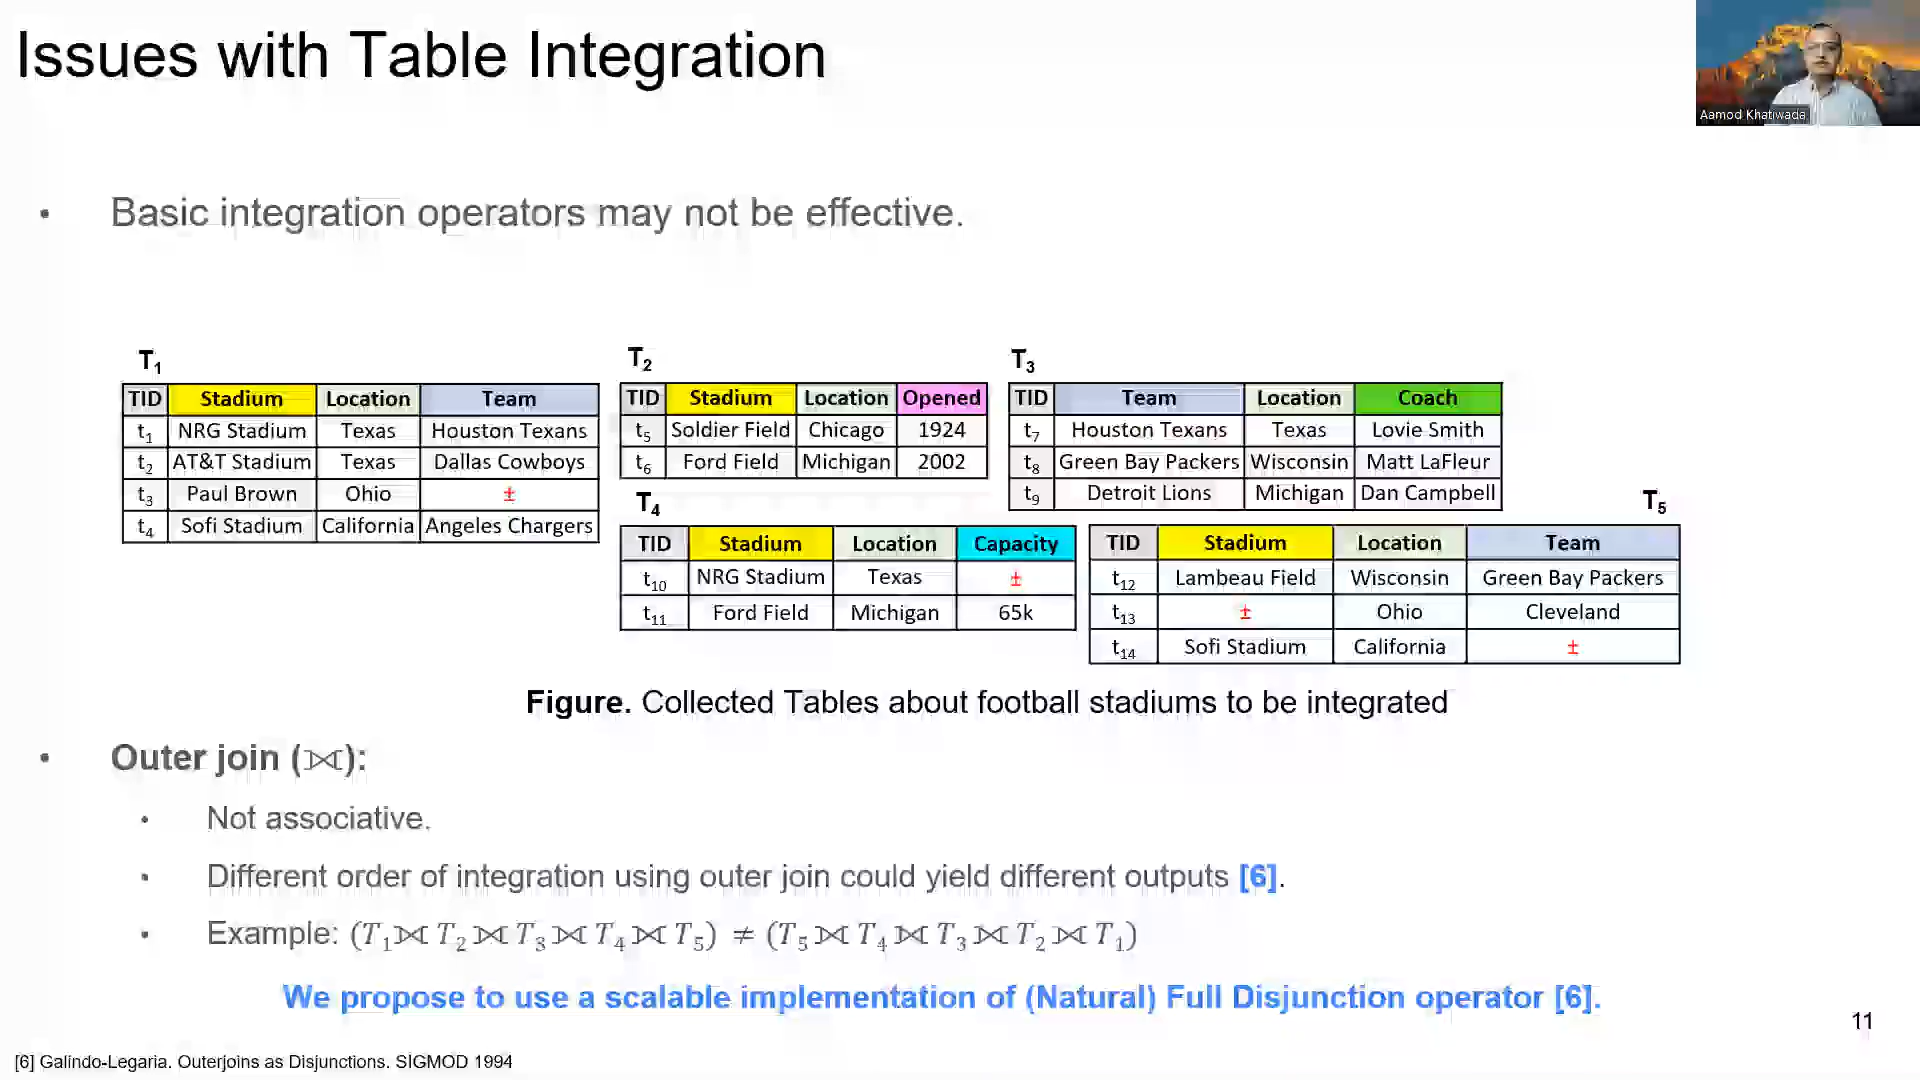 Issues with Table Integration
Aamod Khatiwada
• Basic integration operators may not be effective.
T1
TID Stadium Location Team
t1 NRG Stadium Texas Houston Texans
t2 AT&T Stadium Texas Dallas Cowboys
t3 Paul Brown Ohio ±
t4 Sofi Stadium California Angeles Chargers
T2
TID Stadium Location Opened
t5 Soldier Field Chicago 1924
t6 Ford Field Michigan 2002
T3
TID Team Location Coach
t7 Houston Texans Texas Lovie Smith
t8 Green Bay Packers Wisconsin Matt LaFleur
t9 Detroit Lions Michigan Dan Campbell
T4
TID Stadium Location Capacity
t10 NRG Stadium Texas ±
t11 Ford Field Michigan 65k
T5
TID Stadium Location Team
t12 Lambeau Field Wisconsin Green Bay Packers
t13 ± Ohio Cleveland
t14 Sofi Stadium California ±
Figure. Collected Tables about football stadiums to be integrated
• Outer join (⟗):
• Not associative.
• Different order of integration using outer join could yield different outputs [6].
• Example: (T1⟗ T2 ⟗ T3⟗ T4 ⟗ T5) ≠ (T5⟗ T4 ⟗ T3⟗ T2 ⟗ T1)
We propose to use a scalable implementation of (Natural) Full Disjunction operator [6].
11
[6] Galindo-Legaria. Outerjoins as Disjunctions. SIGMOD 1994